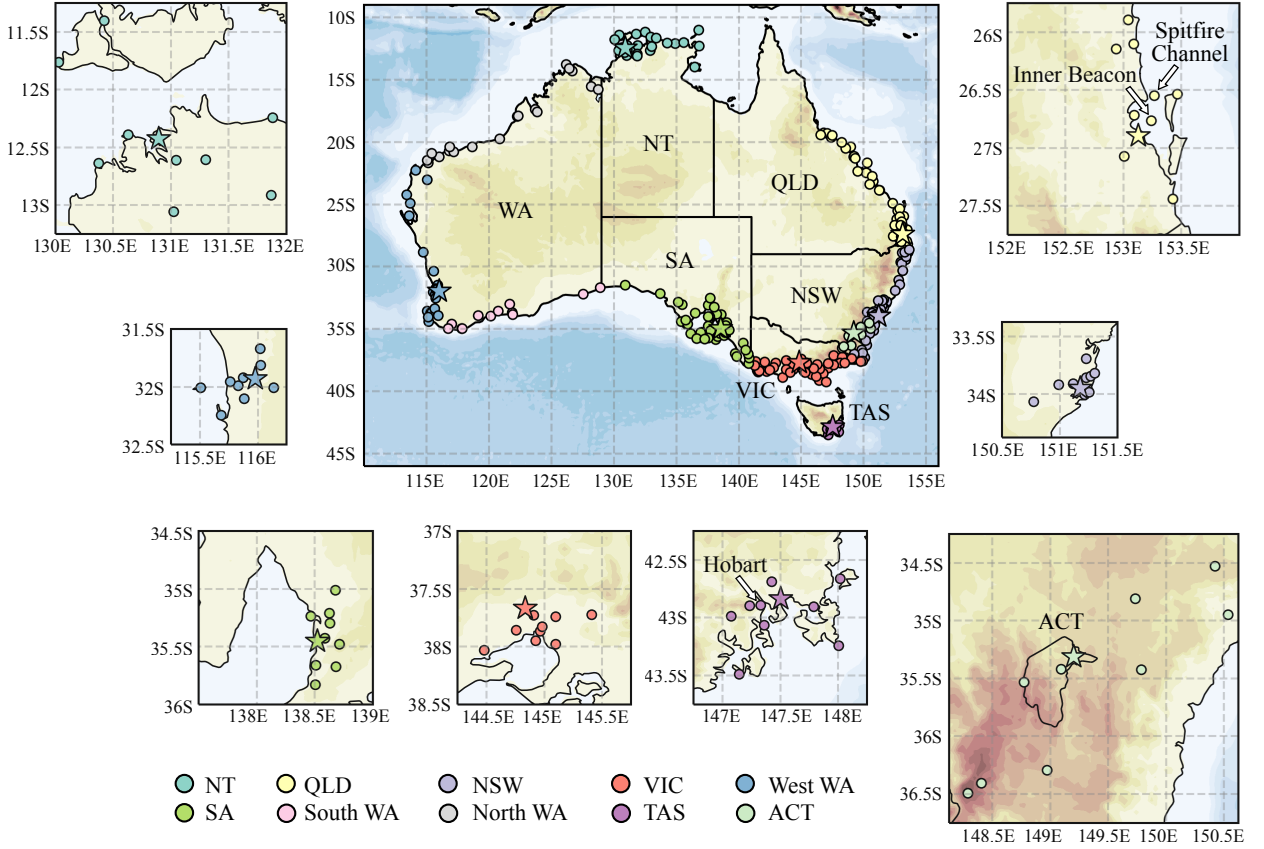 11.5S
12S
12.5S
13S
130E 130.5E 131E 131.5E 132E
10S
15S
20S
25S
30S
35S
40S
45S
115E 120E 125E 130E 135E 140E 145E 150E 155E
NT
QLD
WA
SA
NSW
VIC
TAS
26S
26.5S
27S
27.5S
152E 152.5E 153E 153.5E
Spitfire
Channel
Inner Beacon
31.5S
32S
32.5S
115.5E 116E
33.5S
34S
150.5E 151E 151.5E
34.5S
35S
35.5S
36S
138E 138.5E 139E
37S
37.5S
38S
38.5S
144.5E 145E 145.5E
42.5S
43S
43.5S
147E 147.5E 148E
Hobart
34.5S
35S
35.5S
36S
36.5S
148.5E 149E 149.5E 150E 150.5E
ACT
NT QLD NSW VIC West WA
SA South WA North WA TAS ACT